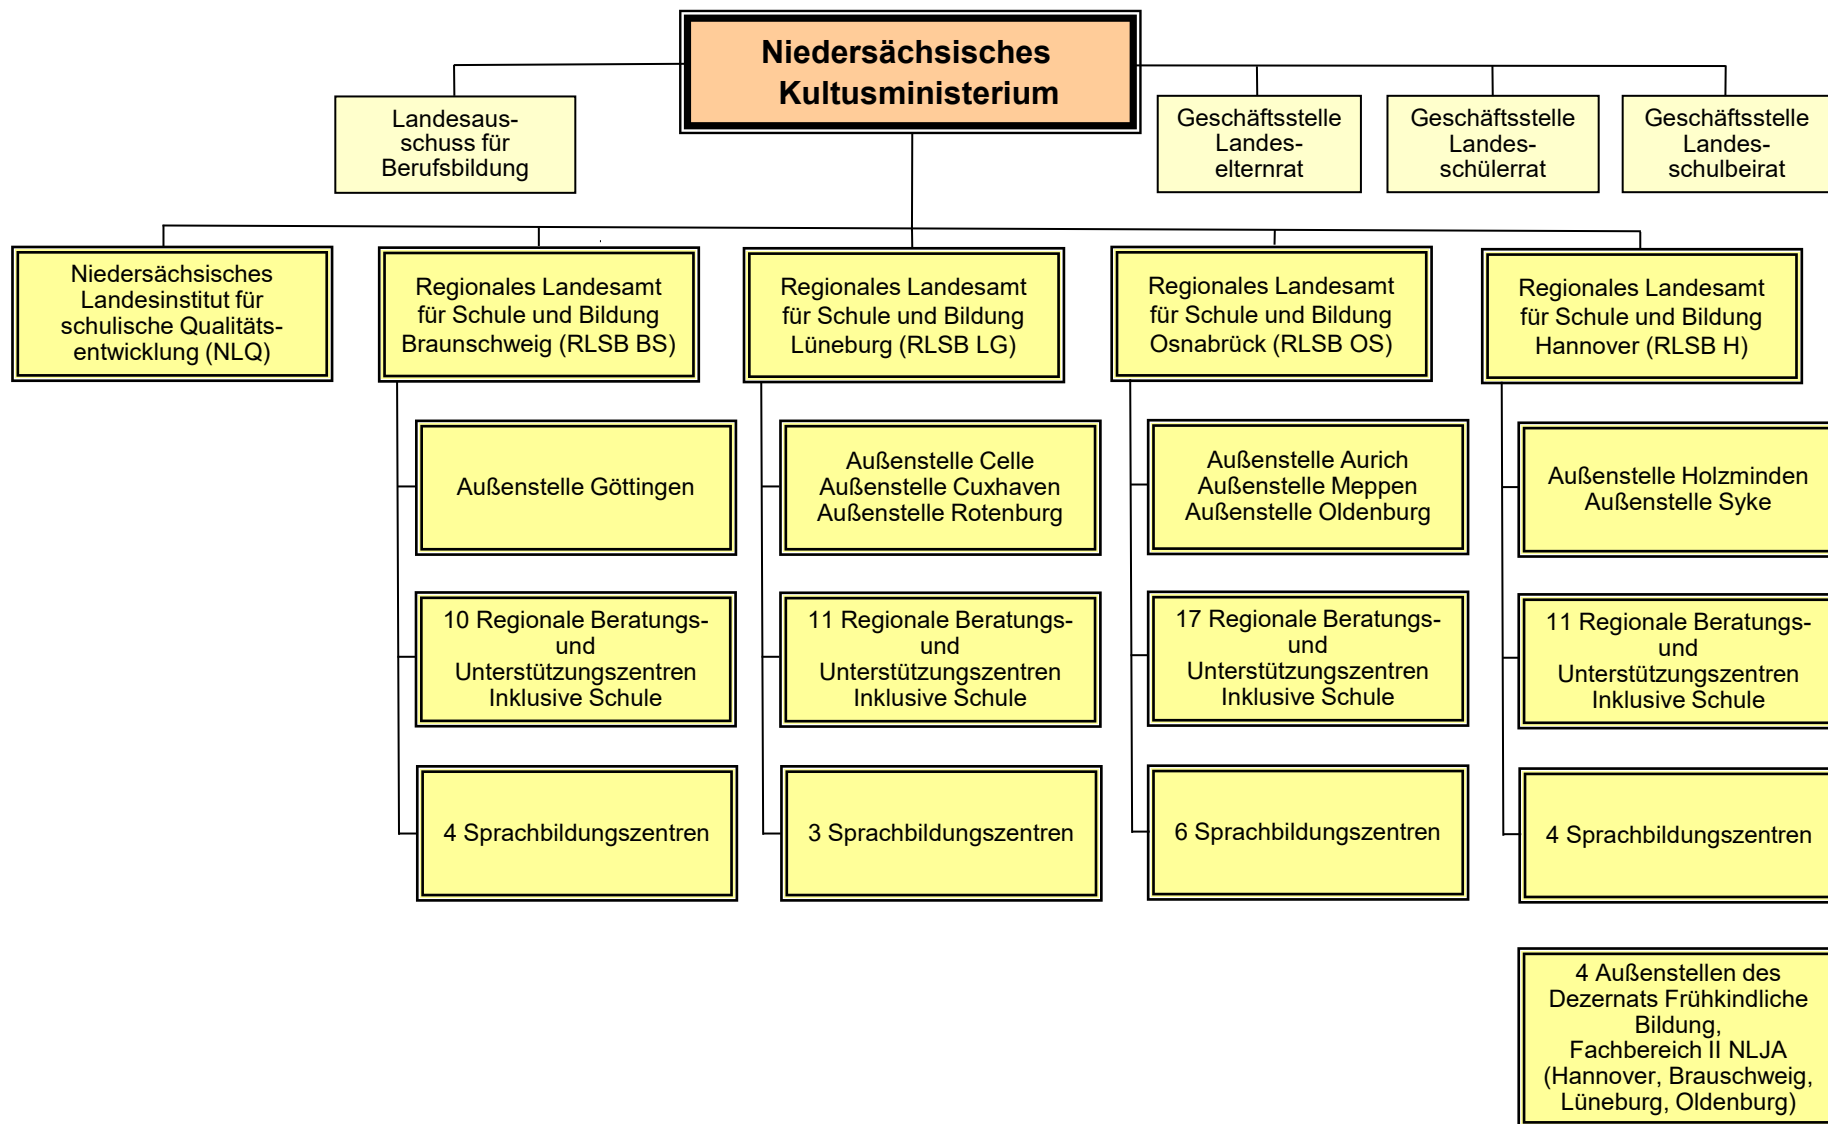 Niedersächsisches
Kultusministerium
Landesaus-
schuss für
Berufsbildung
Geschäftsstelle
Landes-
elternrat
Geschäftsstelle
Landes-
schülerrat
Geschäftsstelle
Landes-
schulbeirat
Niedersächsisches
Landesinstitut für
schulische Qualitäts-
entwicklung (NLQ)
Regionales Landesamt
für Schule und Bildung
Braunschweig (RLSB BS)
Regionales Landesamt
für Schule und Bildung
Lüneburg (RLSB LG)
Regionales Landesamt
für Schule und Bildung
Osnabrück (RLSB OS)
Regionales Landesamt
für Schule und Bildung
Hannover (RLSB H)
Außenstelle Göttingen
Außenstelle Celle
Außenstelle Cuxhaven
Außenstelle Rotenburg
Außenstelle Aurich
Außenstelle Meppen
Außenstelle Oldenburg
Außenstelle Holzminden
Außenstelle Syke
10 Regionale Beratungs-
und
Unterstützungszentren
Inklusive Schule
11 Regionale Beratungs-
und
Unterstützungszentren
Inklusive Schule
17 Regionale Beratungs-
und
Unterstützungszentren
Inklusive Schule
11 Regionale Beratungs-
und
Unterstützungszentren
Inklusive Schule
4 Sprachbildungszentren
3 Sprachbildungszentren
6 Sprachbildungszentren
4 Sprachbildungszentren
4 Außenstellen des
Dezernats Frühkindliche
Bildung,
Fachbereich II NLJA
(Hannover, Brauschweig,
Lüneburg, Oldenburg)